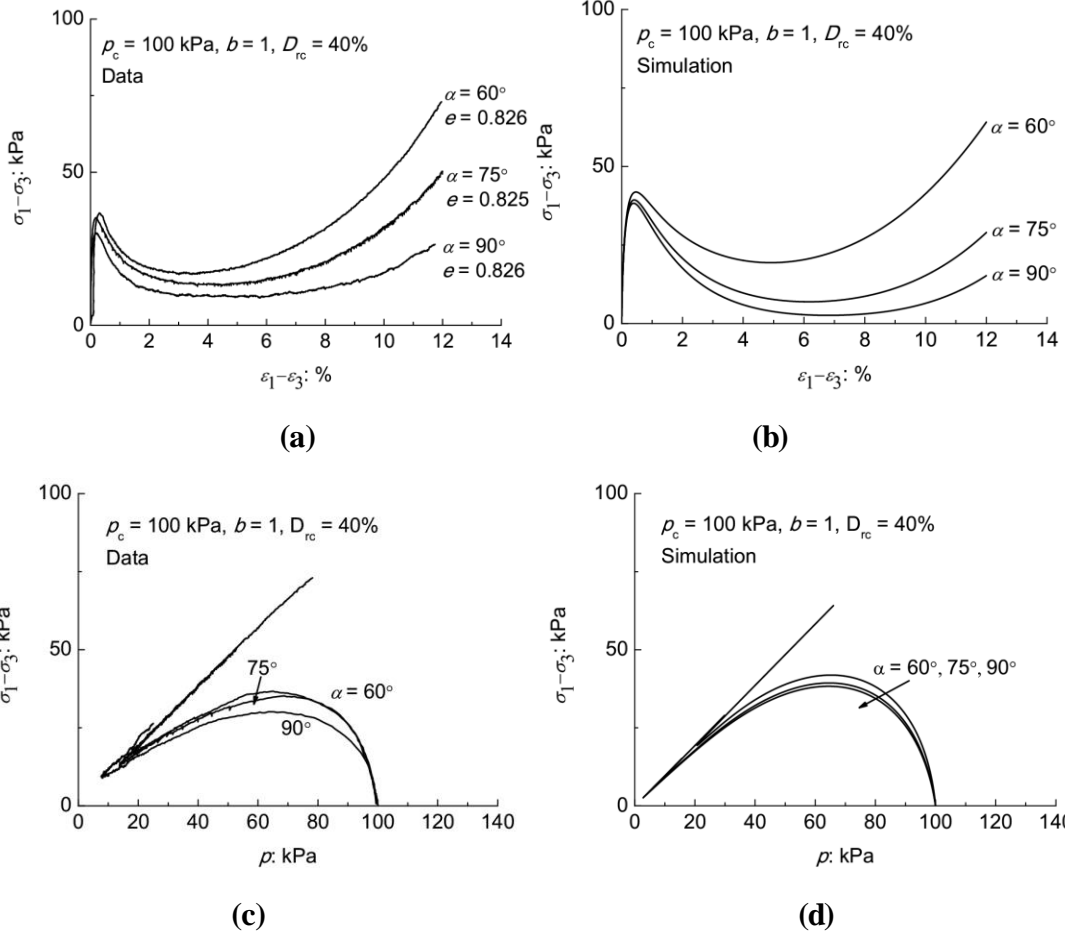 100
p_c = 100 kPa, b = 1, D_rc = 40%
Data
α = 60°
e = 0.826
α = 75°
e = 0.825
α = 90°
e = 0.826
50
0
σ1–σ3: kPa
0 2 4 6 8 10 12 14
ε1–ε3: %
(a)
100
p_c = 100 kPa, b = 1, D_rc = 40%
Simulation
α = 60°
α = 75°
α = 90°
50
0
σ1–σ3: kPa
0 2 4 6 8 10 12 14
ε1–ε3: %
(b)
100
p_c = 100 kPa, b = 1, D_rc = 40%
Data
75°
α = 60°
90°
50
0
σ1–σ3: kPa
0 20 40 60 80 100 120 140
p: kPa
(c)
100
p_c = 100 kPa, b = 1, D_rc = 40%
Simulation
α = 60°, 75°, 90°
50
0
σ1–σ3: kPa
0 20 40 60 80 100 120 140
p: kPa
(d)